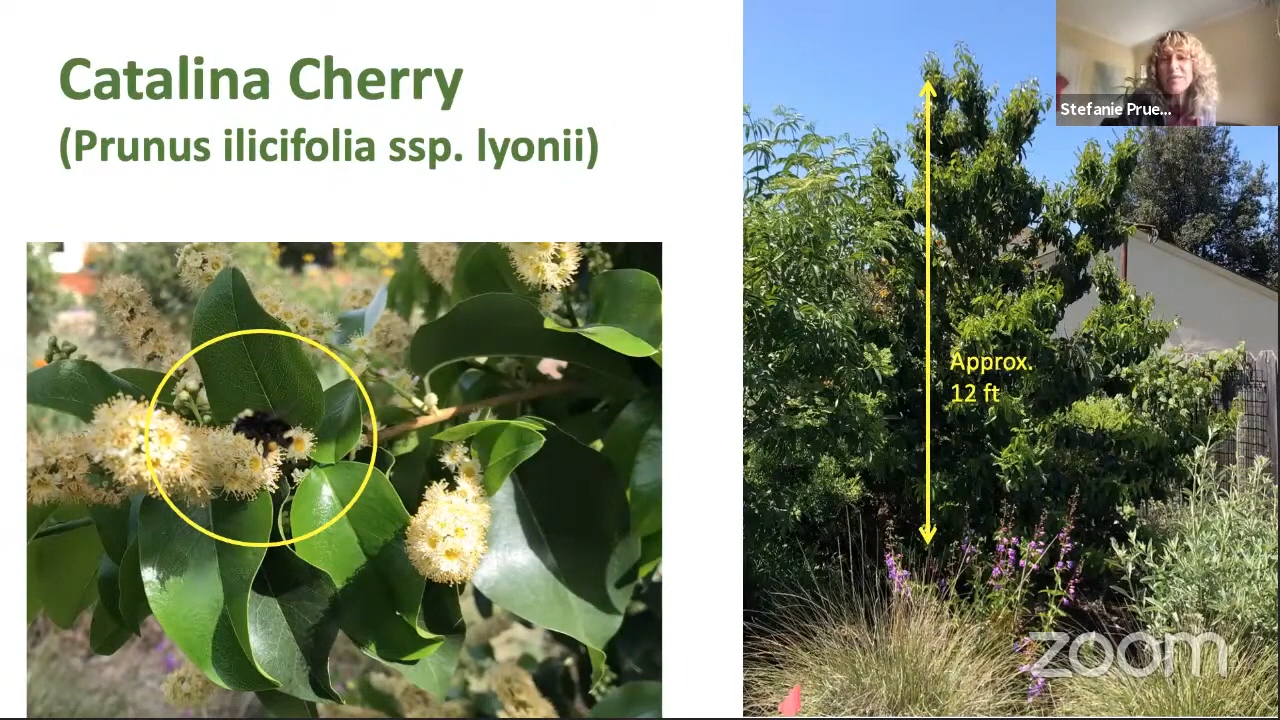 Catalina Cherry
(Prunus ilicifolia ssp. lyonii)
Stefanie Prue...
Approx.
12 ft
zoom